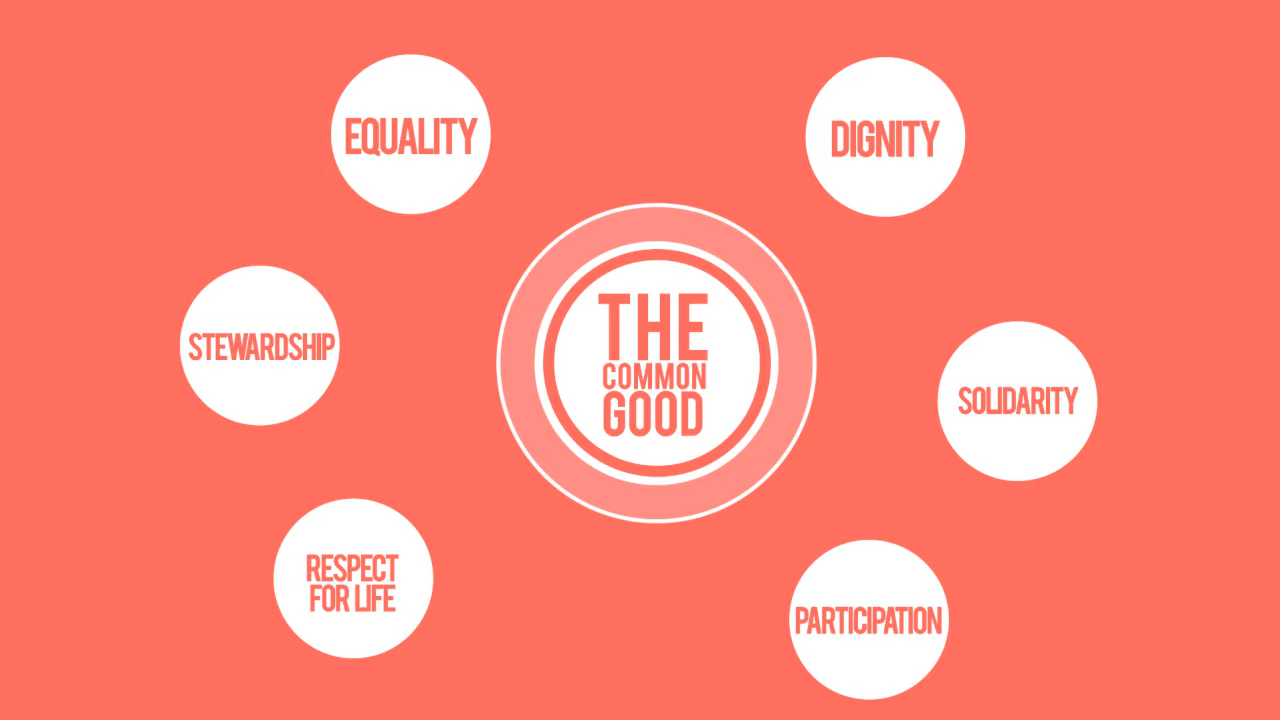 EQUALITY
DIGNITY
STEWARDSHIP
THE
COMMON
GOOD
SOLIDARITY
RESPECT
FOR LIFE
PARTICIPATION